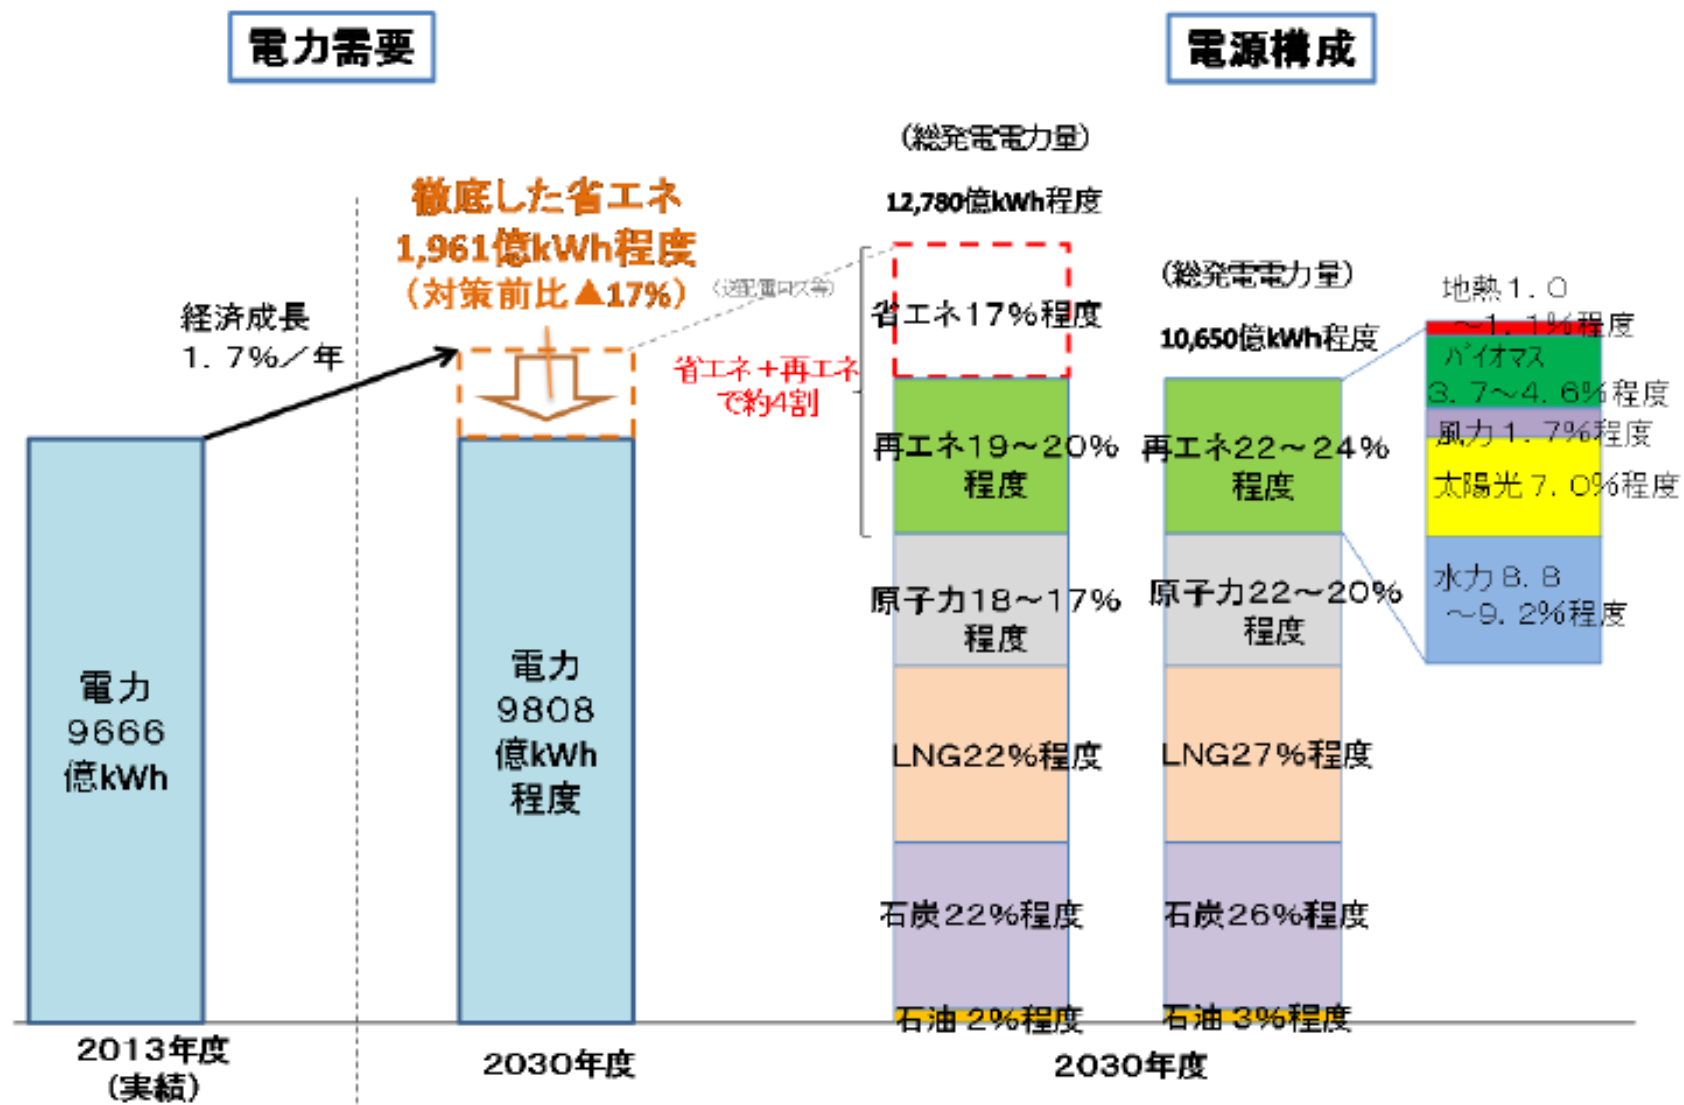 電力需要
電源構成
(総発電電力量)
12,780億kWh程度
徹底した省エネ
1,961億kWh程度
(対策前比▲17%)
(送配電ロス等)
経済成長
1.7%/年
省エネ+再エネ
で約4割
電力
9666
億kWh
電力
9808
億kWh
程度
省エネ17%程度
再エネ19~20%
程度
原子力18~17%
程度
LNG22%程度
石炭22%程度
石油2%程度
(総発電電力量)
10,650億kWh程度
再エネ22~24%
程度
原子力22~20%
程度
LNG27%程度
石炭26%程度
石油3%程度
地熱1.0
~1.1%程度
バイオマス
3.7~4.6%程度
風力1.7%程度
太陽光7.0%程度
水力8.8
~9.2%程度
2013年度
(実績)
2030年度
2030年度